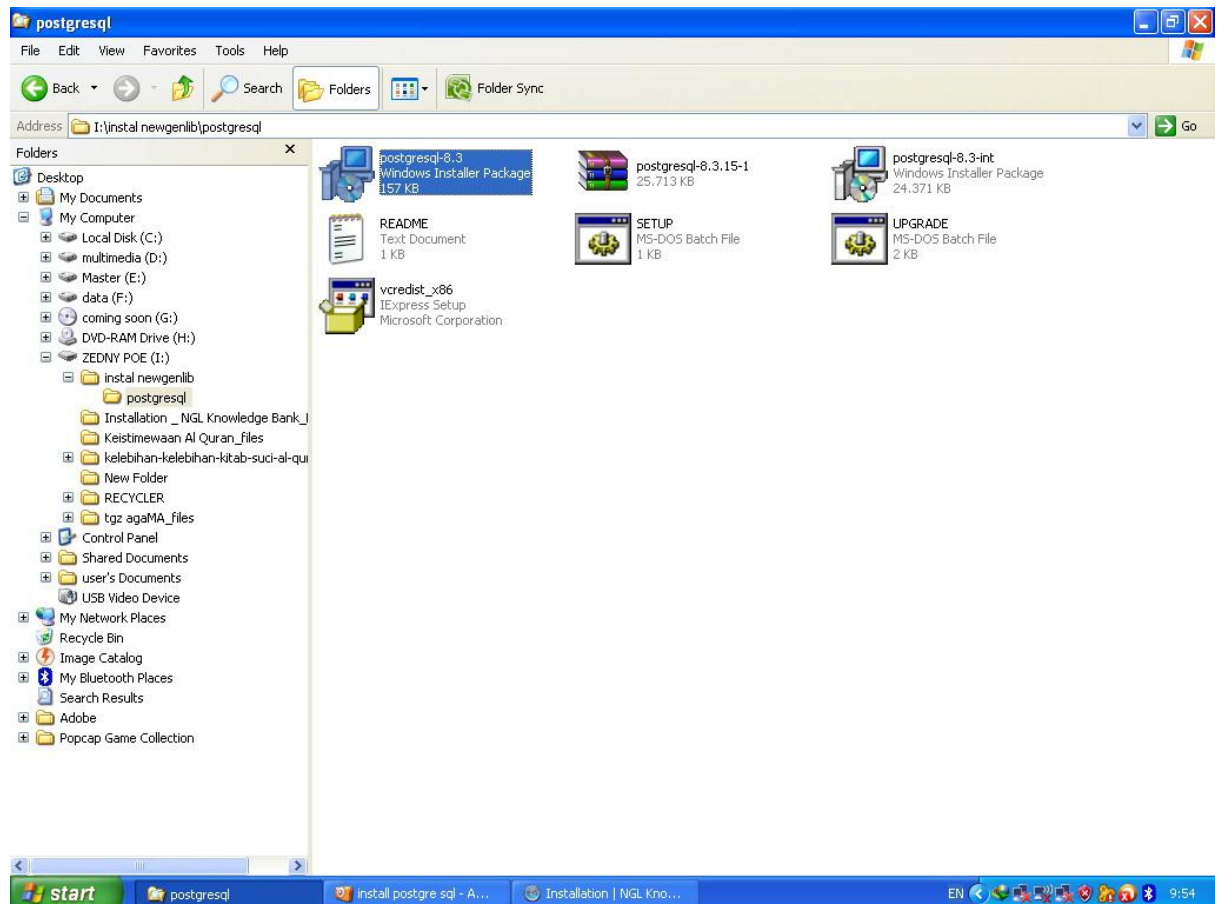 postgresql
File Edit View Favorites Tools Help
Back Search Folders Folder Sync
Address I:\instal newgenlib\postgresql Go
Folders
Desktop
My Documents
My Computer
Local Disk (C:)
multimedia (D:)
Master (E:)
data (F:)
coming soon (G:)
DVD-RAM Drive (H:)
ZEDNY POE (I:)
instal newgenlib
postgresql
Installation _ NGL Knowledge Bank_
Keistimewaan Al Quran_files
kelebihan-kelebihan-kitab-suci-al-qur
New Folder
RECYCLER
tgz agaMA_files
Control Panel
Shared Documents
user's Documents
USB Video Device
My Network Places
Recycle Bin
Image Catalog
My Bluetooth Places
Search Results
Adobe
Popcap Game Collection
postgresql-8.3
Windows Installer Package
157 KB
postgresql-8.3.15-1
25.713 KB
postgresql-8.3-int
Windows Installer Package
24.371 KB
README
Text Document
1 KB
SETUP
MS-DOS Batch File
1 KB
UPGRADE
MS-DOS Batch File
2 KB
vcredist_x86
IExpress Setup
Microsoft Corporation
start postgresql install postgre sql - A... Installation | NGL Kno... EN 9:54